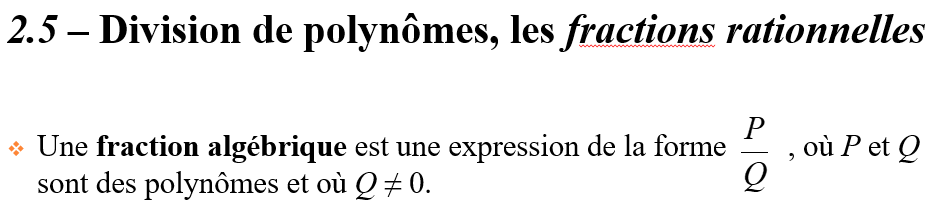 2.5 – Division de polynômes, les fractions rationnelles
❖ Une fraction algébrique est une expression de la forme P/Q , où P et Q
sont des polynômes et où Q ≠ 0.